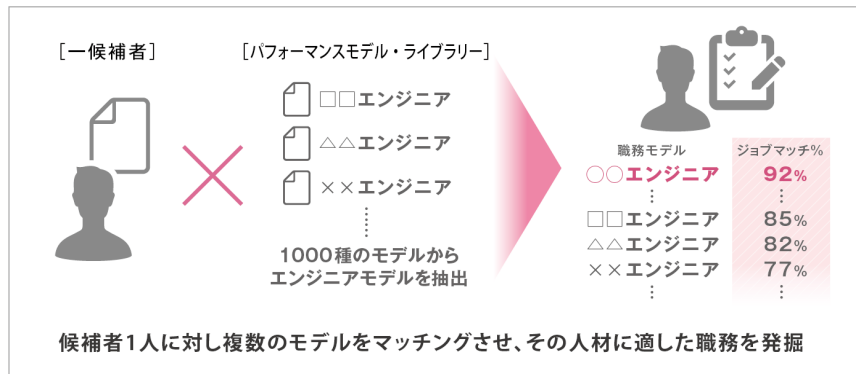 [一候補者]
[パフォーマンスモデル・ライブラリー]
□□エンジニア
△△エンジニア
××エンジニア
1000種のモデルから
エンジニアモデルを抽出
職務モデル ジョブマッチ%
○○エンジニア 92%
□□エンジニア 85%
△△エンジニア 82%
××エンジニア 77%
候補者1人に対し複数のモデルをマッチングさせ、その人材に適した職務を発掘